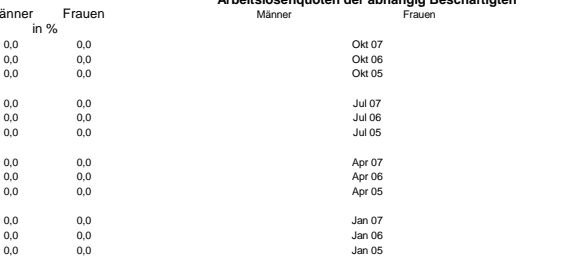 Arbeitslosenquoten der abhängig Beschäftigten
änner Frauen Männer Frauen
in %
0,0 0,0 Okt 07
0,0 0,0 Okt 06
0,0 0,0 Okt 05
0,0 0,0 Jul 07
0,0 0,0 Jul 06
0,0 0,0 Jul 05
0,0 0,0 Apr 07
0,0 0,0 Apr 06
0,0 0,0 Apr 05
0,0 0,0 Jan 07
0,0 0,0 Jan 06
0,0 0,0 Jan 05